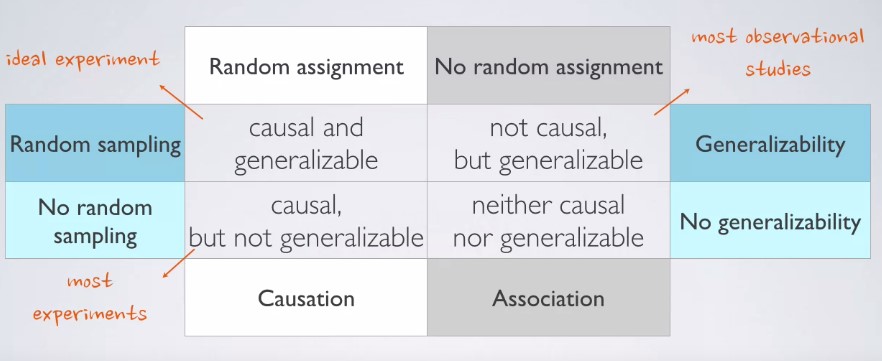 ideal experiment
most observational
studies
Random assignment
No random assignment
Random sampling
causal and
generalizable
not causal,
but generalizable
Generalizability
No random
sampling
causal,
but not generalizable
neither causal
nor generalizable
No generalizability
most
experiments
Causation
Association